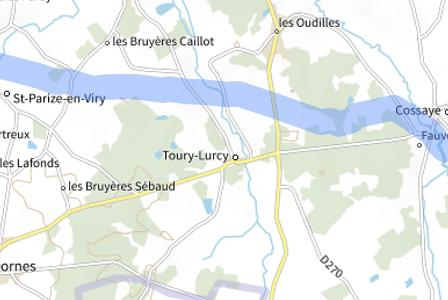 les Oudilles
les Bruyères Caillot
St-Parize-en-Viry
Cossaye
rtreux
Fauv
les Lafonds
Toury-Lurcy
les Bruyères Sébaud
ornes
D270